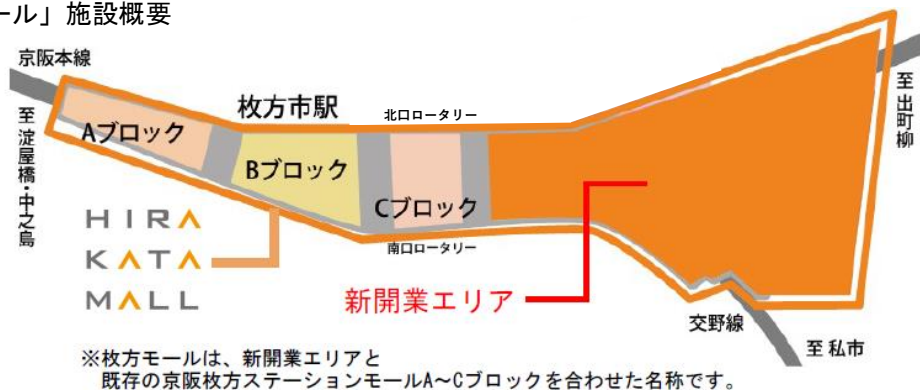 ール」施設概要
京阪本線
枚方市駅
北口ロータリー
至出町柳
至淀屋橋・中之島
Aブロック
Bブロック
Cブロック
HIRA
KATA
MALL
南口ロータリー
新開業エリア
交野線
至 私市
※枚方モールは、新開業エリアと
既存の京阪枚方ステーションモールA～Cブロックを合わせた名称です。